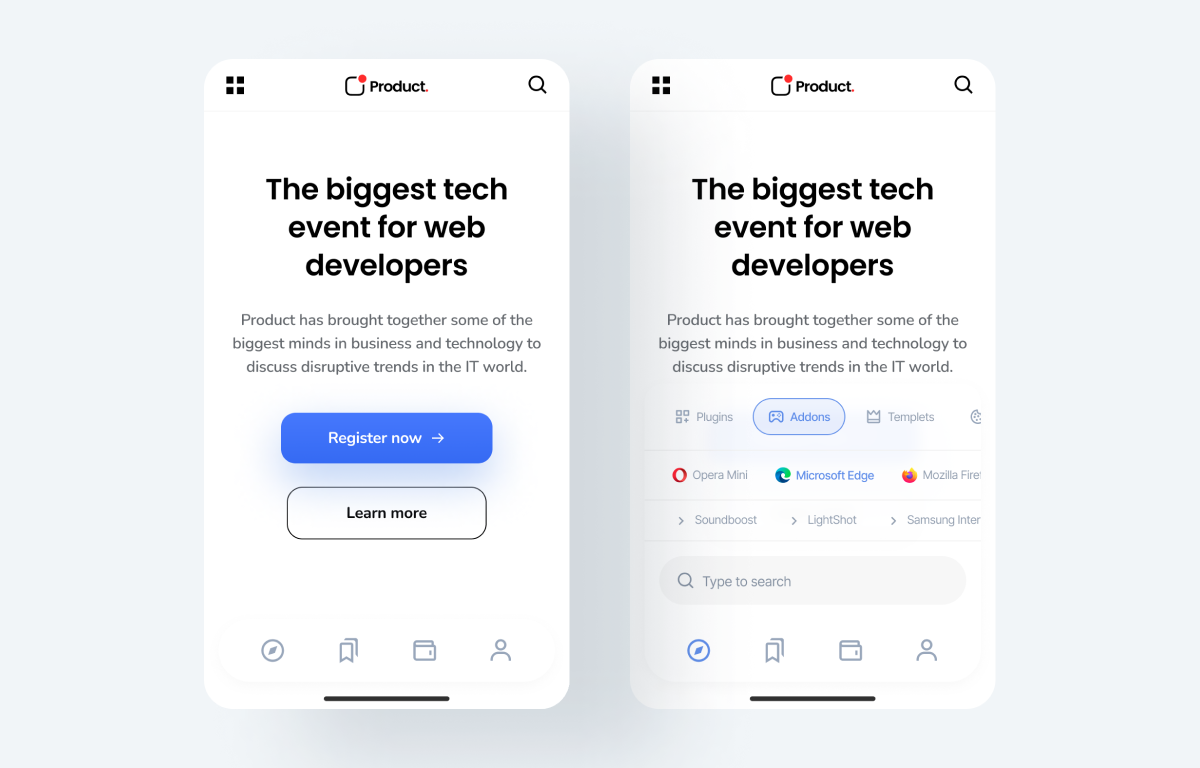 Product.
The biggest tech
event for web
developers
Product has brought together some of the
biggest minds in business and technology to
discuss disruptive trends in the IT world.
Register now →
Learn more
Product.
The biggest tech
event for web
developers
Product has brought together some of the
biggest minds in business and technology to
discuss disruptive trends in the IT world.
Plugins Addons Templets
Opera Mini Microsoft Edge Mozilla Firef
Soundboost LightShot Samsung Inter
Type to search